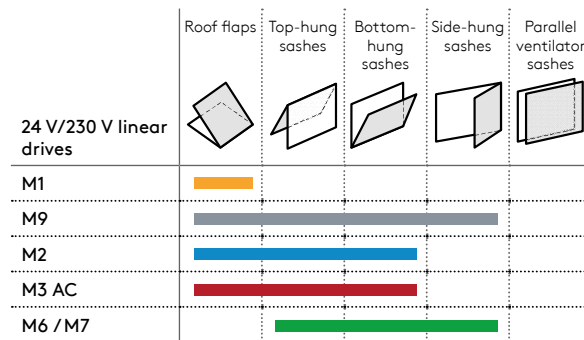 Roof flaps
Top-hung
sashes
Bottom-
hung
sashes
Side-hung
sashes
Parallel
ventilator
sashes
24 V/230 V linear
drives
M1
M9
M2
M3 AC
M6 / M7